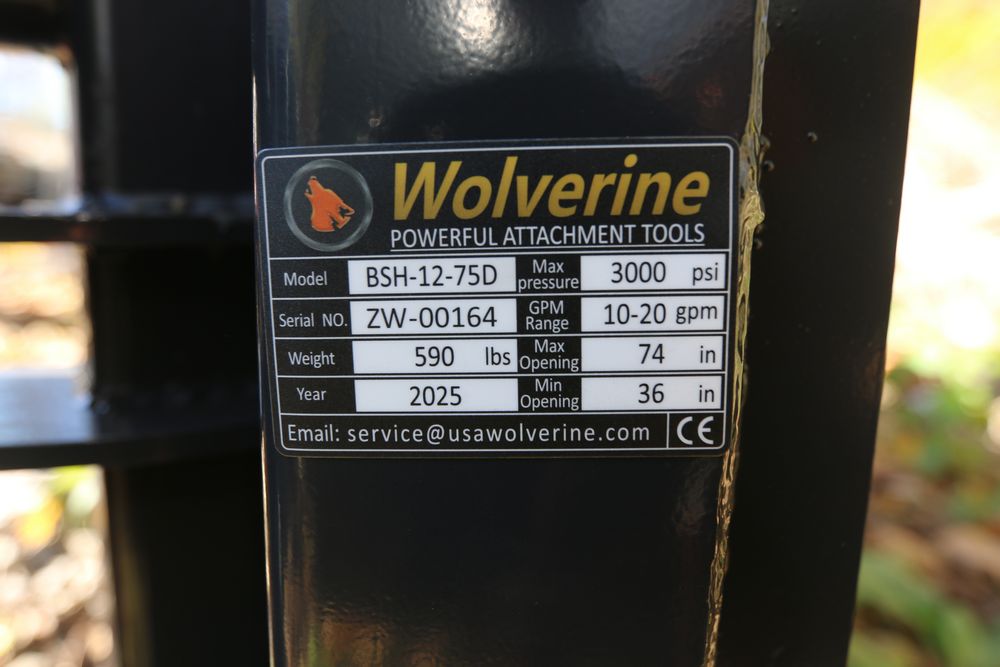 Wolverine
POWERFUL ATTACHMENT TOOLS
Model BSH-12-75D Max pressure 3000 psi
Serial NO. ZW-00164 GPM Range 10-20 gpm
Weight 590 lbs Max Opening 74 in
Year 2025 Min Opening 36 in
Email: service@usawolverine.com CE